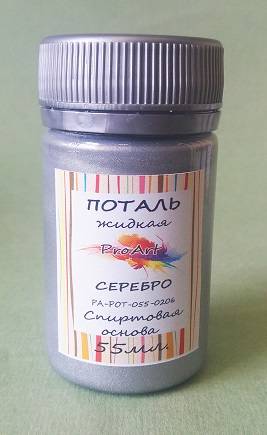 ПОТАЛЬ
жидкая
ProArt
СЕРЕБРО
PA-POT-055-0206
Спиртовая
основа
55мл.